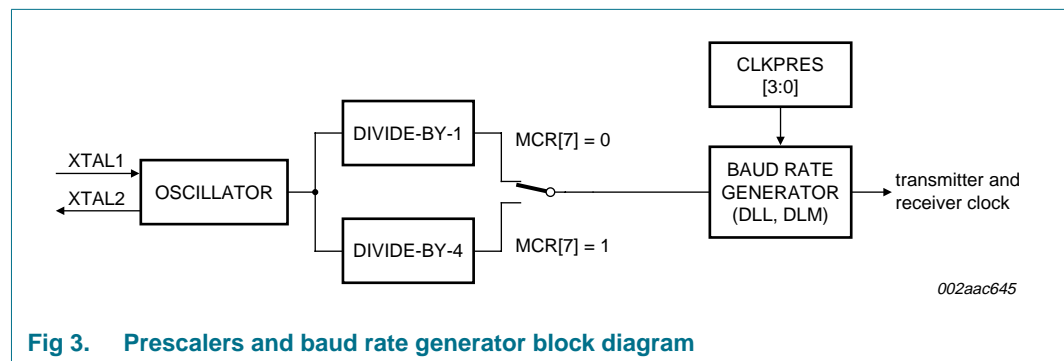 XTAL1
XTAL2
OSCILLATOR
DIVIDE-BY-1
DIVIDE-BY-4
MCR[7] = 0
MCR[7] = 1
CLKPRES
[3:0]
BAUD RATE
GENERATOR
(DLL, DLM)
transmitter and
receiver clock
002aac645
Fig 3. Prescalers and baud rate generator block diagram